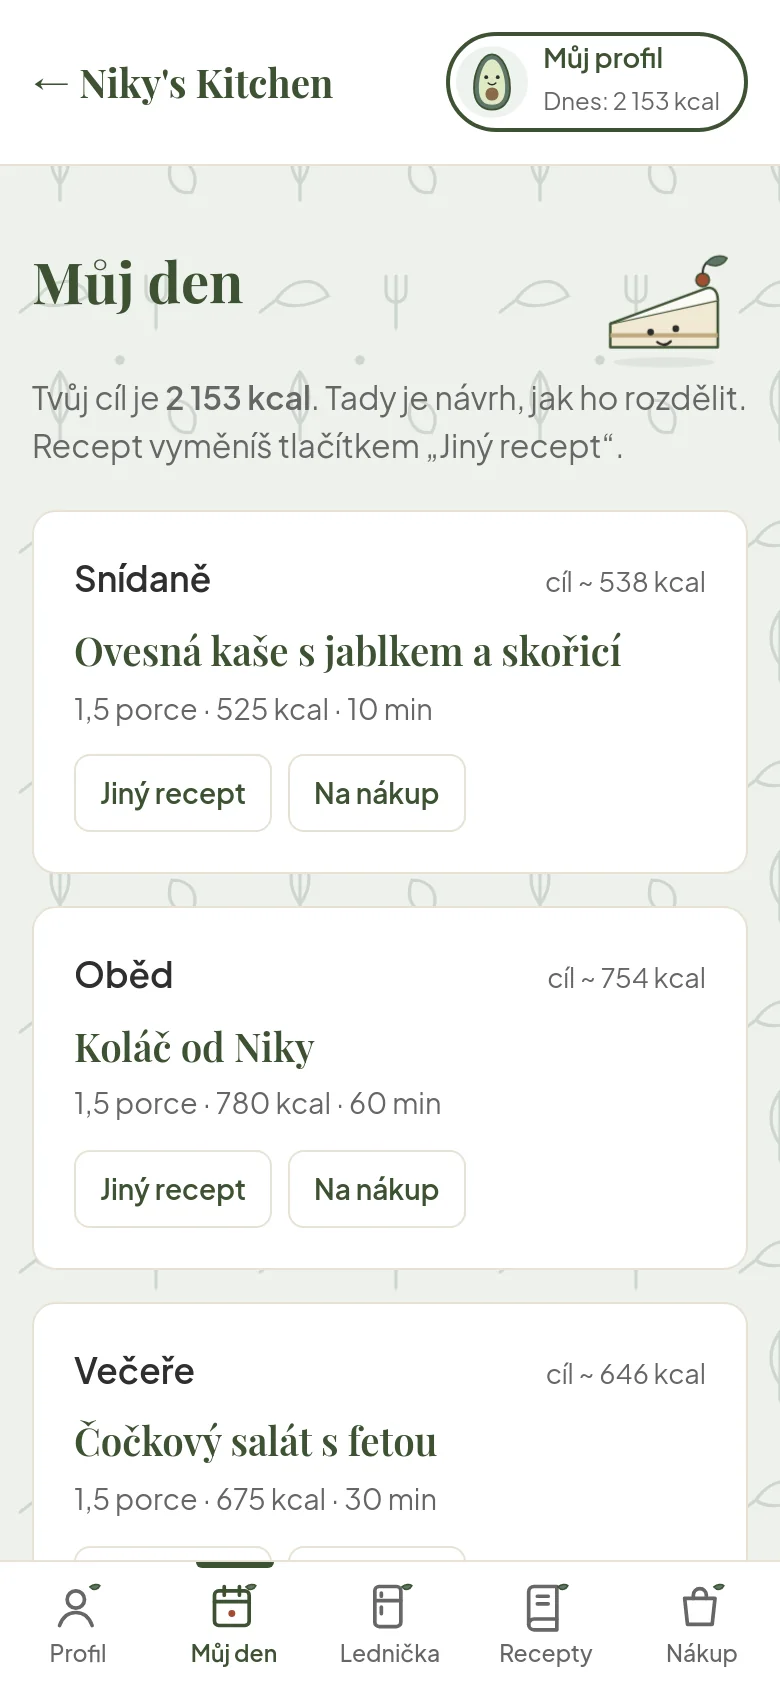 ← Niky's Kitchen
Můj profil
Dnes: 2 153 kcal
Můj den
Tvůj cíl je 2 153 kcal. Tady je návrh, jak ho rozdělit.
Recept vyměníš tlačítkem „Jiný recept“.
Snídaně
cíl ~ 538 kcal
Ovesná kaše s jablkem a skořicí
1,5 porce · 525 kcal · 10 min
Jiný recept
Na nákup
Oběd
cíl ~ 754 kcal
Koláč od Niky
1,5 porce · 780 kcal · 60 min
Jiný recept
Na nákup
Večeře
cíl ~ 646 kcal
Čočkový salát s fetou
1,5 porce · 675 kcal · 30 min
Profil
Můj den
Lednička
Recepty
Nákup